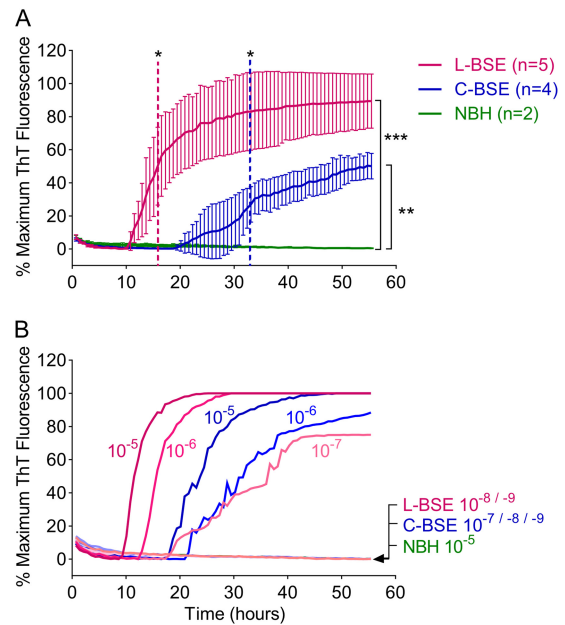 A
% Maximum ThT Fluorescence
120
100
80
60
40
20
0
0 10 20 30 40 50 60
* *
L-BSE (n=5)
C-BSE (n=4)
NBH (n=2)
***
**
B
% Maximum ThT Fluorescence
120
100
80
60
40
20
0
10-5
10-6
10-5
10-6
10-7
L-BSE 10-8 / -9
C-BSE 10-7 / -8 / -9
NBH 10-5
0 10 20 30 40 50 60
Time (hours)